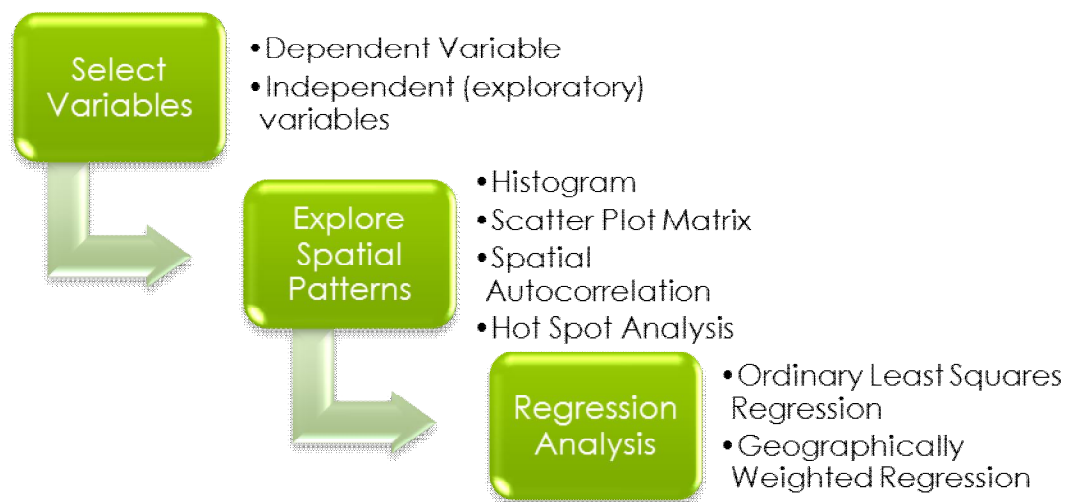 Select
Variables
•Dependent Variable
•Independent (exploratory)
variables
Explore
Spatial
Patterns
•Histogram
•Scatter Plot Matrix
•Spatial
Autocorrelation
•Hot Spot Analysis
Regression
Analysis
•Ordinary Least Squares
Regression
•Geographically
Weighted Regression